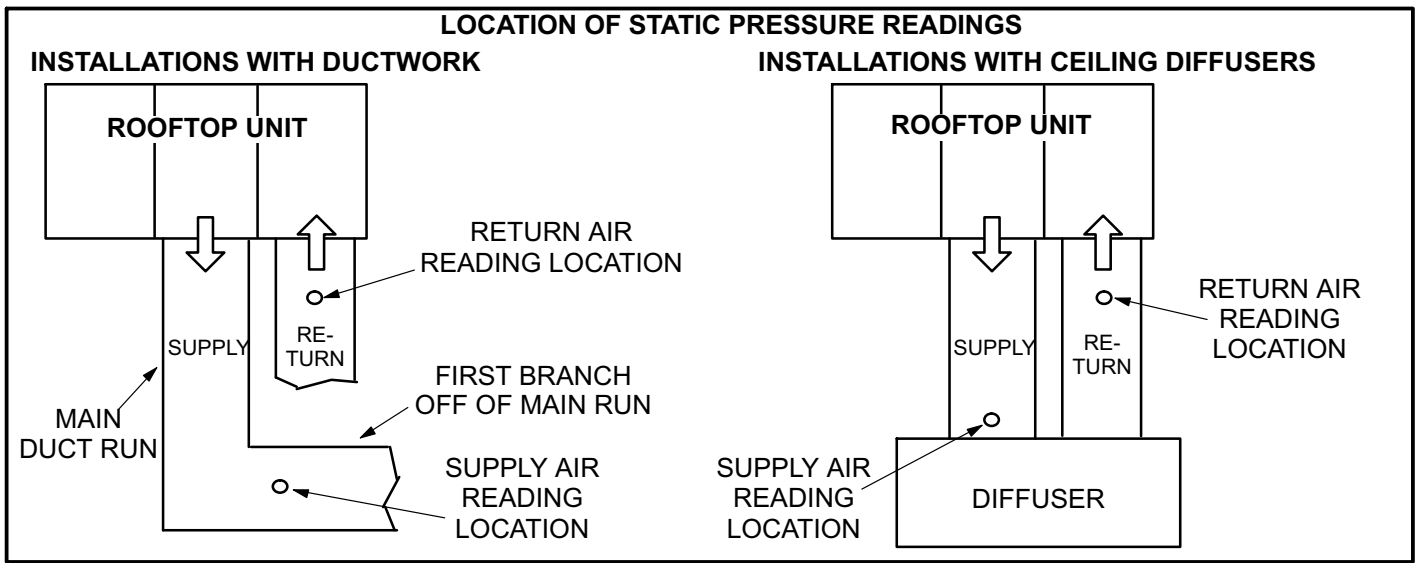 LOCATION OF STATIC PRESSURE READINGS
INSTALLATIONS WITH DUCTWORK
ROOFTOP UNIT
RETURN AIR
READING LOCATION
SUPPLY
RE-
TURN
FIRST BRANCH
OFF OF MAIN RUN
MAIN
DUCT RUN
SUPPLY AIR
READING
LOCATION
INSTALLATIONS WITH CEILING DIFFUSERS
ROOFTOP UNIT
RETURN AIR
READING
LOCATION
SUPPLY
RE-
TURN
SUPPLY AIR
READING
LOCATION
DIFFUSER